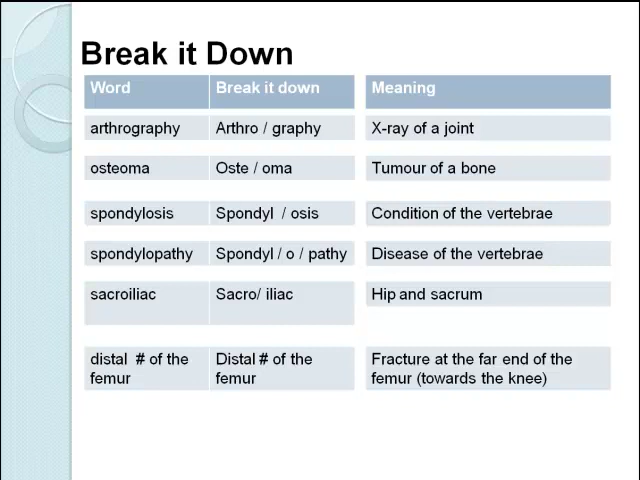 Break it Down
Word Break it down Meaning
arthrography Arthro / graphy X-ray of a joint
osteoma Oste / oma Tumour of a bone
spondylosis Spondyl / osis Condition of the vertebrae
spondylopathy Spondyl / o / pathy Disease of the vertebrae
sacroiliac Sacro/ iliac Hip and sacrum
distal # of the Distal # of the Fracture at the far end of the
femur femur femur (towards the knee)